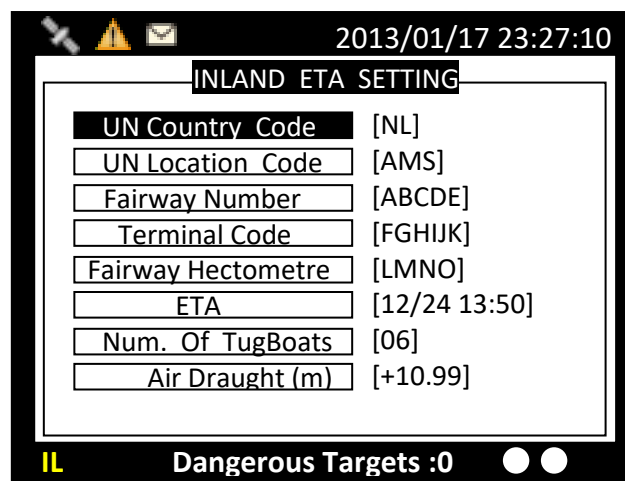 2013/01/17 23:27:10
INLAND ETA SETTING
UN Country Code [NL]
UN Location Code [AMS]
Fairway Number [ABCDE]
Terminal Code [FGHIJK]
Fairway Hectometre [LMNO]
ETA [12/24 13:50]
Num. Of TugBoats [06]
Air Draught (m) [+10.99]
IL Dangerous Targets :0